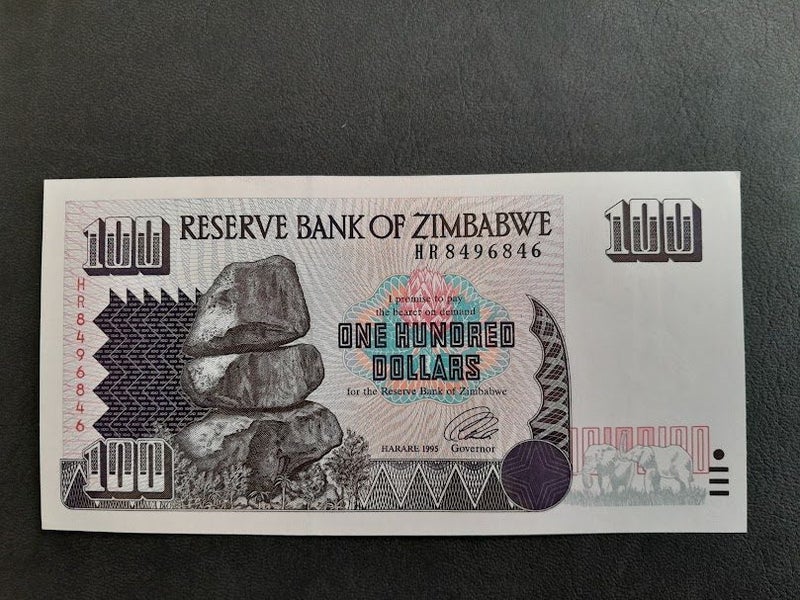 100
RESERVE BANK OF ZIMBABWE
100
HR8496846
HR8496846
I promise to pay
the bearer on demand
ONE HUNDRED
DOLLARS
for the Reserve Bank of Zimbabwe
HARARE 1995 Governor
100